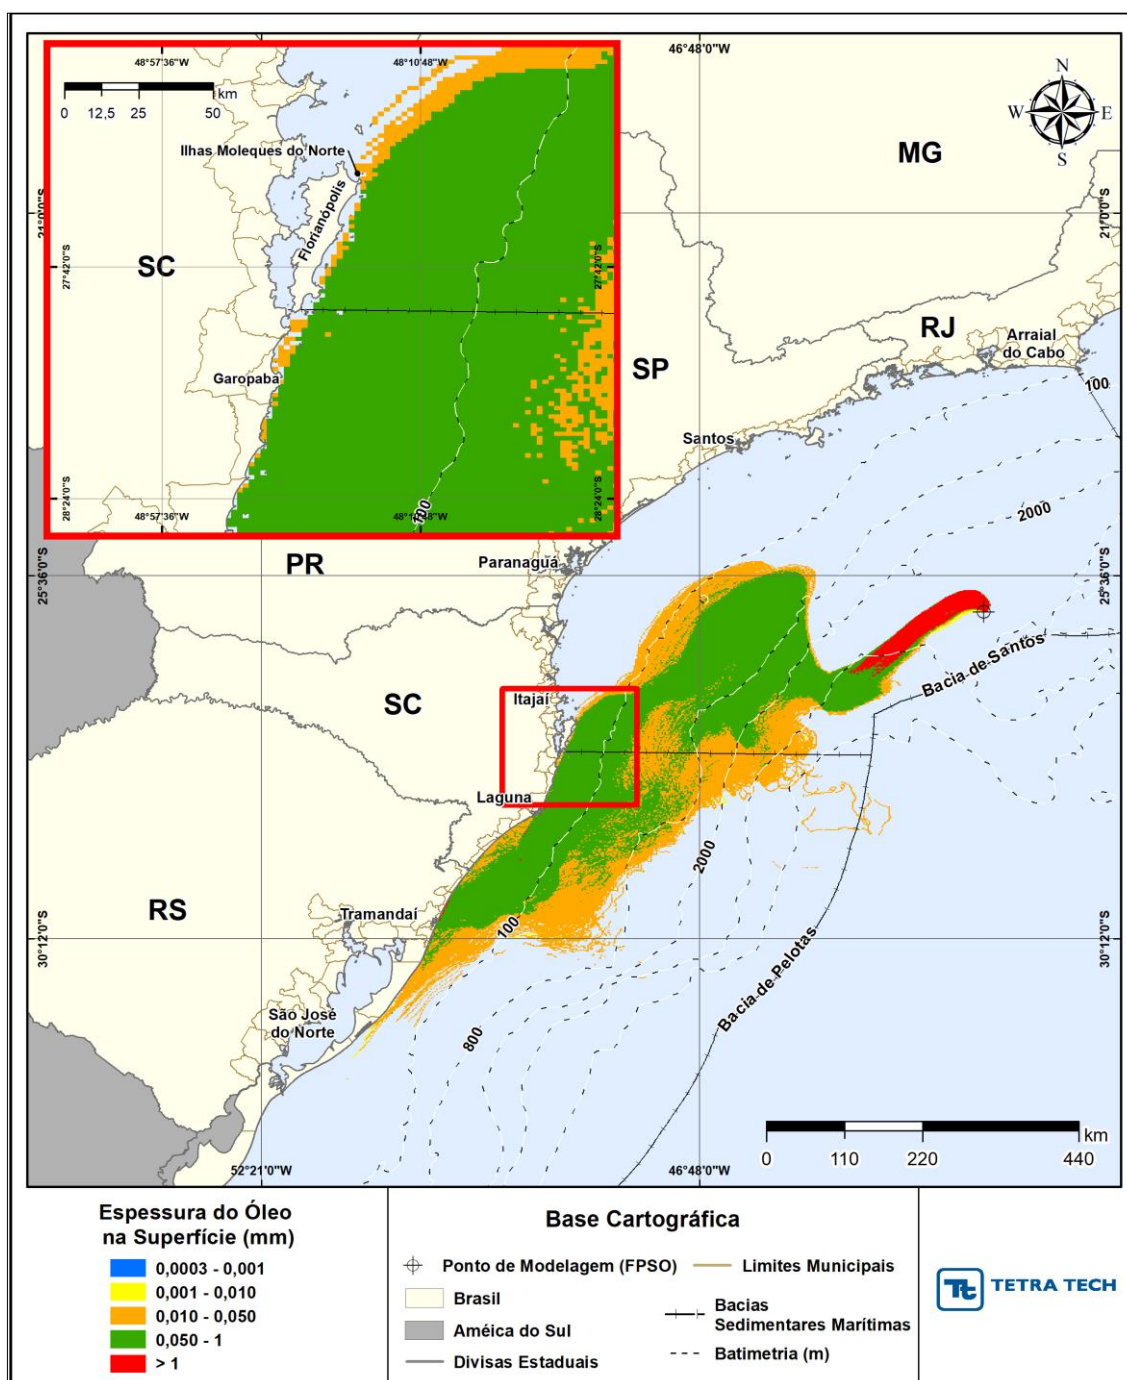 46°48'0"W
48°57'36"W
48°10'48"W
km
0
12,5
25
50
N
W
E
S
Ilhas Moleques do Norte
MG
21°0'0"S
21°0'0"S
Florianópolis
SC
27°42'0"S
27°42'0"S
RJ
Arraial
do Cabo
SP
Garopaba
100
Santos
28°24'0"S
28°24'0"S
100
48°57'36"W
2000
PR
Paranaguá
25°36'0"S
25°36'0"S
Bacia de Santos
Itajaí
SC
Laguna
2000
RS
Tramandaí
100
30°12'0"S
30°12'0"S
Bacia de Pelotas
São José
do Norte
800
km
0
110
220
440
52°21'0"W
46°48'0"W
Espessura do Óleo
na Superfície (mm)
0,0003 - 0,001
0,001 - 0,010
0,010 - 0,050
0,050 - 1
> 1
Base Cartográfica
Ponto de Modelagem (FPSO)
Limites Municipais
Brasil
Bacias
Sedimentares Marítimas
Améica do Sul
Divisas Estaduais
Batimetria (m)
Tt
TETRA TECH